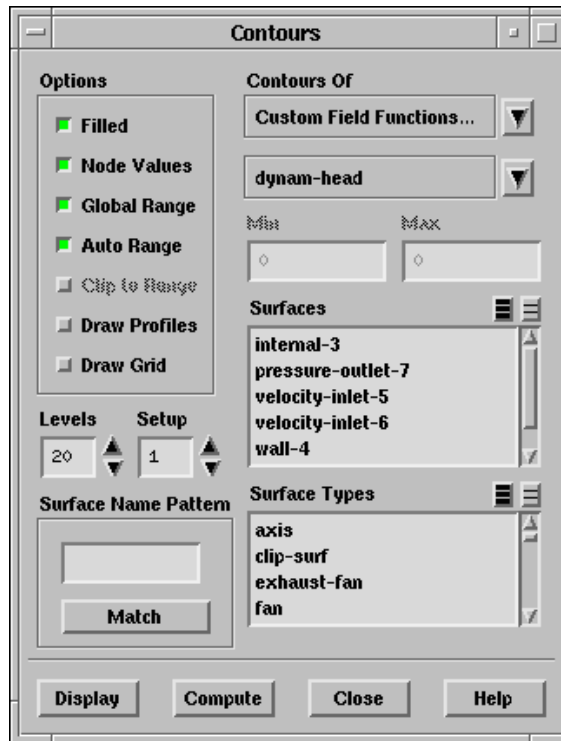 Contours
Options
Filled
Node Values
Global Range
Auto Range
Clip to Range
Draw Profiles
Draw Grid
Levels
Setup
20
1
Surface Name Pattern
Match
Contours Of
Custom Field Functions...
dynam-head
Min
Max
0
0
Surfaces
internal-3
pressure-outlet-7
velocity-inlet-5
velocity-inlet-6
wall-4
Surface Types
axis
clip-surf
exhaust-fan
fan
Display
Compute
Close
Help